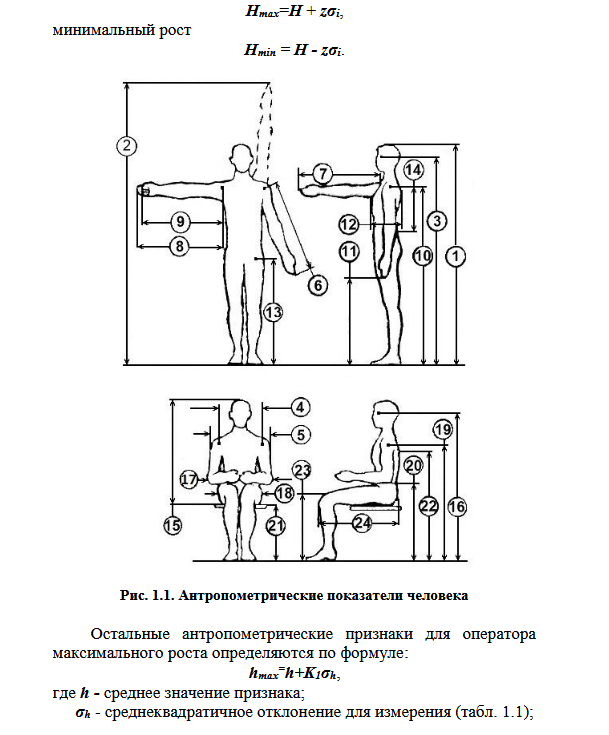 Hmax=H + zσi,
минимальный рост
Hmin = H - zσi.
2
7
14
9
12
3
8
11
10
1
6
13
4
5
19
17
23
20
18
22
16
15
21
24
Рис. 1.1. Антропометрические показатели человека
Остальные антропометрические признаки для оператора
максимального роста определяются по формуле:
hmax=h+K1σh,
где h - среднее значение признака;
σh - среднеквадратичное отклонение для измерения (табл. 1.1);